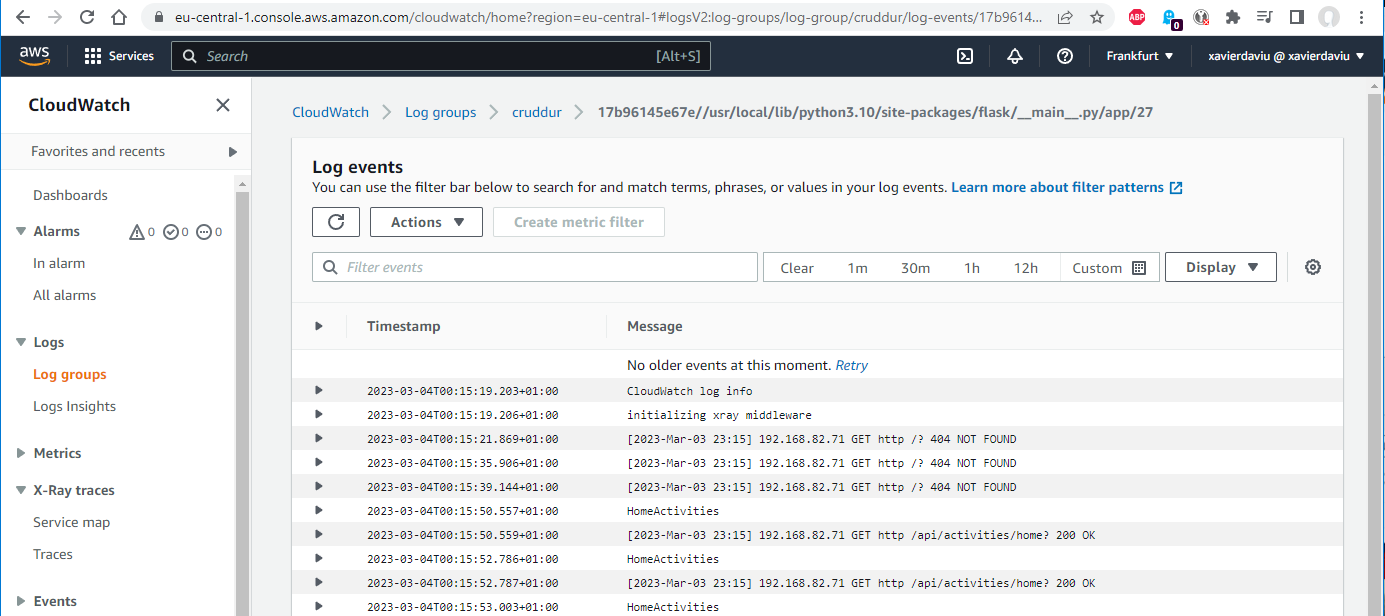 eu-central-1.console.aws.amazon.com/cloudwatch/home?region=eu-central-1#logsV2:log-groups/log-group/cruddur/log-events/17b9614...
ABP
0
aws
Services
Search
[Alt+S]
Frankfurt
xavierdaviu @ xavierdaviu
CloudWatch
Favorites and recents
Dashboards
Alarms 0 0 0
In alarm
All alarms
Logs
Log groups
Logs Insights
Metrics
X-Ray traces
Service map
Traces
Events
CloudWatch Log groups cruddur 17b96145e67e//usr/local/lib/python3.10/site-packages/flask/__main__.py/app/27
Log events
You can use the filter bar below to search for and match terms, phrases, or values in your log events. Learn more about filter patterns
Actions Create metric filter
Filter events Clear 1m 30m 1h 12h Custom Display
Timestamp Message
No older events at this moment. Retry
2023-03-04T00:15:19.203+01:00 CloudWatch log info
2023-03-04T00:15:19.206+01:00 initializing xray middleware
2023-03-04T00:15:21.869+01:00 [2023-Mar-03 23:15] 192.168.82.71 GET http /? 404 NOT FOUND
2023-03-04T00:15:35.906+01:00 [2023-Mar-03 23:15] 192.168.82.71 GET http /? 404 NOT FOUND
2023-03-04T00:15:39.144+01:00 [2023-Mar-03 23:15] 192.168.82.71 GET http /? 404 NOT FOUND
2023-03-04T00:15:50.557+01:00 HomeActivities
2023-03-04T00:15:50.559+01:00 [2023-Mar-03 23:15] 192.168.82.71 GET http /api/activities/home? 200 OK
2023-03-04T00:15:52.786+01:00 HomeActivities
2023-03-04T00:15:52.787+01:00 [2023-Mar-03 23:15] 192.168.82.71 GET http /api/activities/home? 200 OK
2023-03-04T00:15:53.003+01:00 HomeActivities